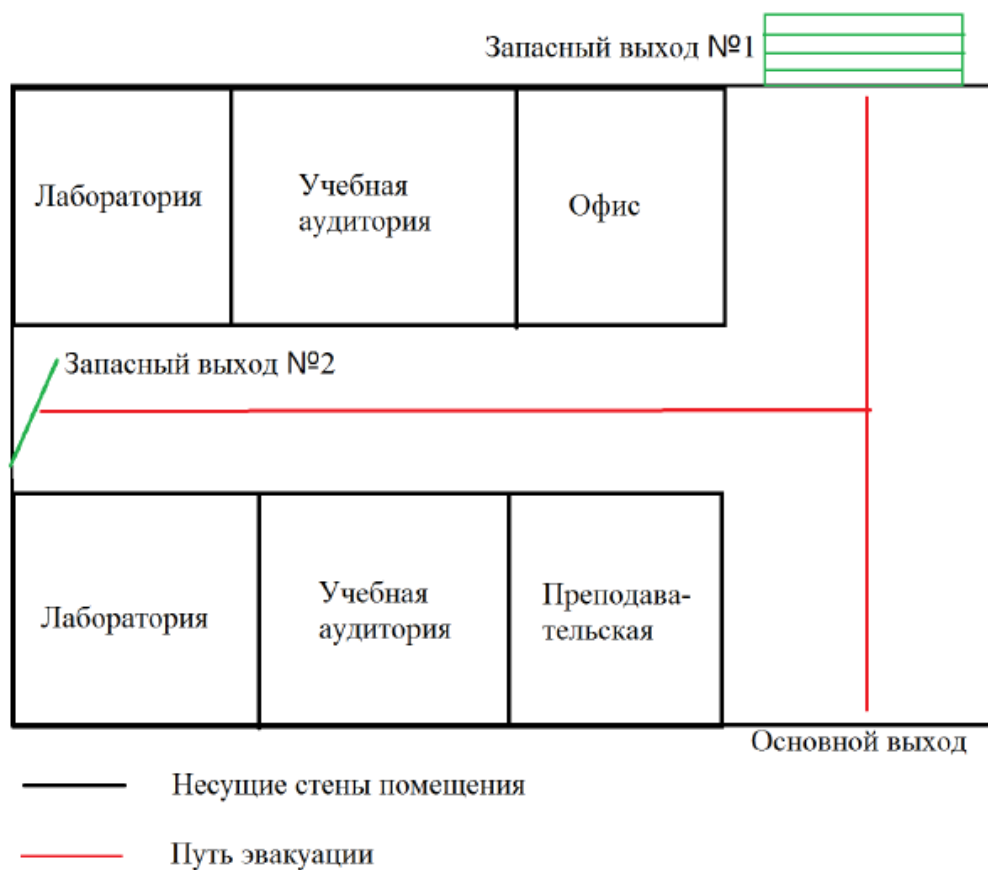 Запасный выход №1
Лаборатория
Учебная
аудитория
Офис
Запасный выход №2
Лаборатория
Учебная
аудитория
Преподава-
тельская
Основной выход
Несущие стены помещения
Путь эвакуации